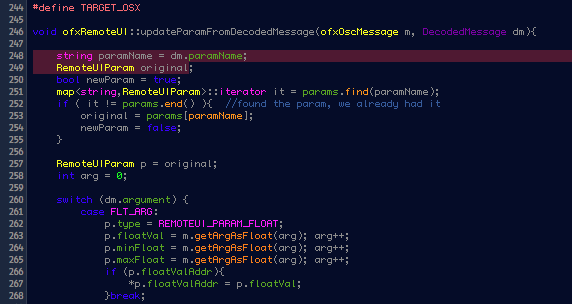 244 #define TARGET_OSX
245
246 void ofxRemoteUI::updateParamFromDecodedMessage(ofxOscMessage m, DecodedMessage dm){
247
248 string paramName = dm.paramName;
249 RemoteUIParam original;
250 bool newParam = true;
251 map<string,RemoteUIParam>::iterator it = params.find(paramName);
252 if ( it != params.end() ){ //found the param, we already had it
253 original = params[paramName];
254 newParam = false;
255 }
256
257 RemoteUIParam p = original;
258 int arg = 0;
259
260 switch (dm.argument) {
261 case FLT_ARG:
262 p.type = REMOTEUI_PARAM_FLOAT;
263 p.floatVal = m.getArgAsFloat(arg); arg++;
264 p.minFloat = m.getArgAsFloat(arg); arg++;
265 p.maxFloat = m.getArgAsFloat(arg); arg++;
266 if (p.floatValAddr){
267 *p.floatValAddr = p.floatVal;
268 }break;